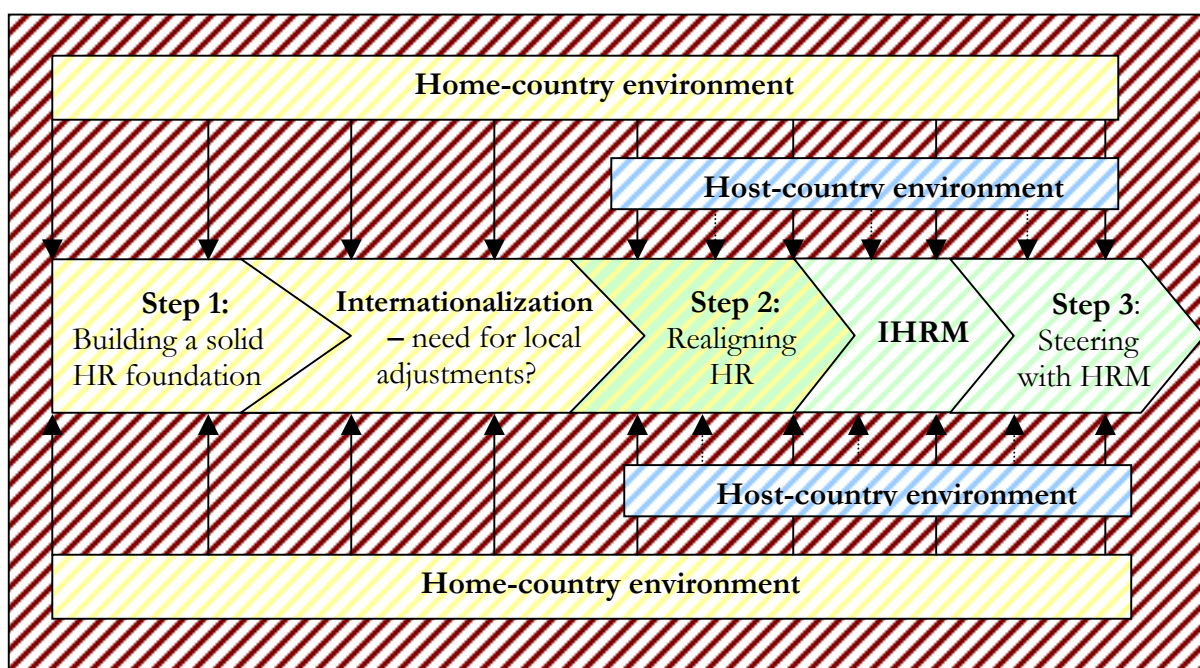 Home-country environment
Host-country environment
Step 1:
Building a solid
HR foundation
Internationalization
– need for local
adjustments?
Step 2:
Realigning
HR
IHRM
Step 3:
Steering
with HRM
Host-country environment
Home-country environment